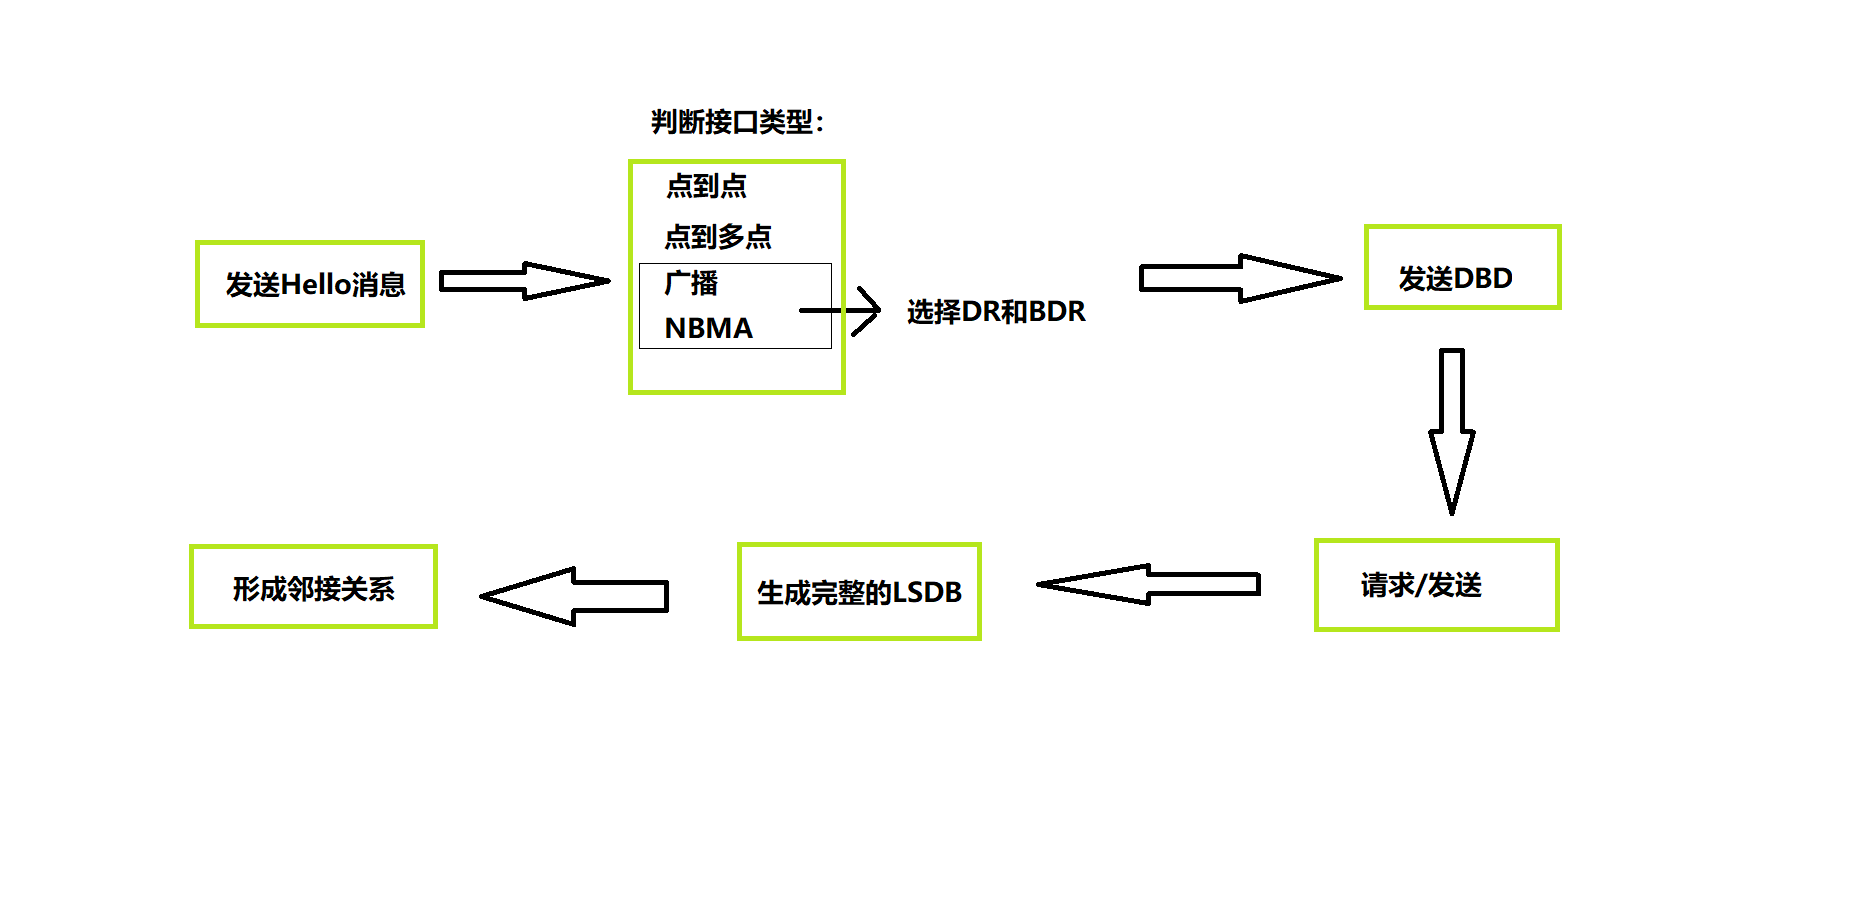 判断接口类型：
点到点
点到多点
广播
NBMA
发送Hello消息
选择DR和BDR
发送DBD
请求/发送
生成完整的LSDB
形成邻接关系